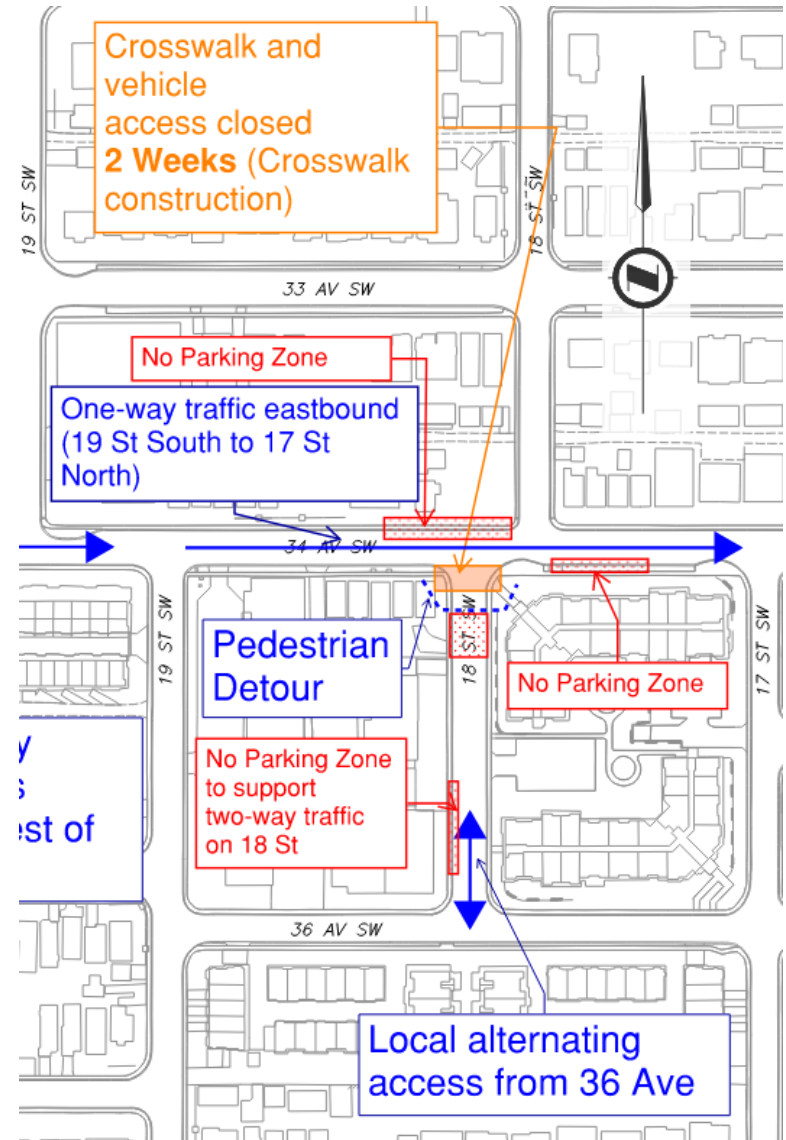 Crosswalk and
vehicle
access closed
2 Weeks (Crosswalk
construction)
19 ST SW
18 ST SW
33 AV SW
No Parking Zone
One-way traffic eastbound
(19 St South to 17 St
North)
34 AV SW
19 ST SW
Pedestrian
Detour
18 ST SW
No Parking Zone
17 ST SW
No Parking Zone
to support
two-way traffic
on 18 St
y
s
est of
36 AV SW
Local alternating
access from 36 Ave